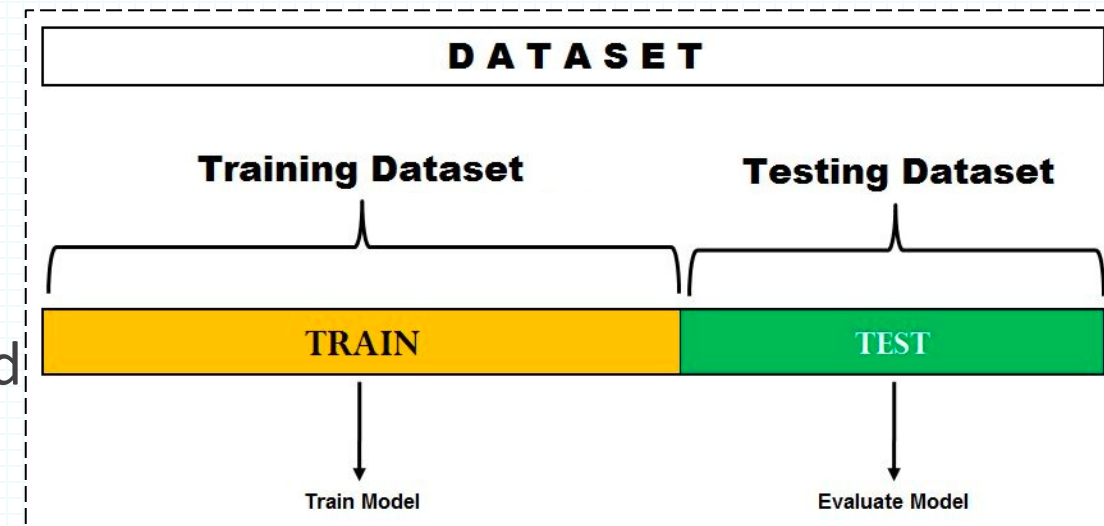 DATASET
Training Dataset
Testing Dataset
TRAIN
TEST
d
Train Model
Evaluate Model